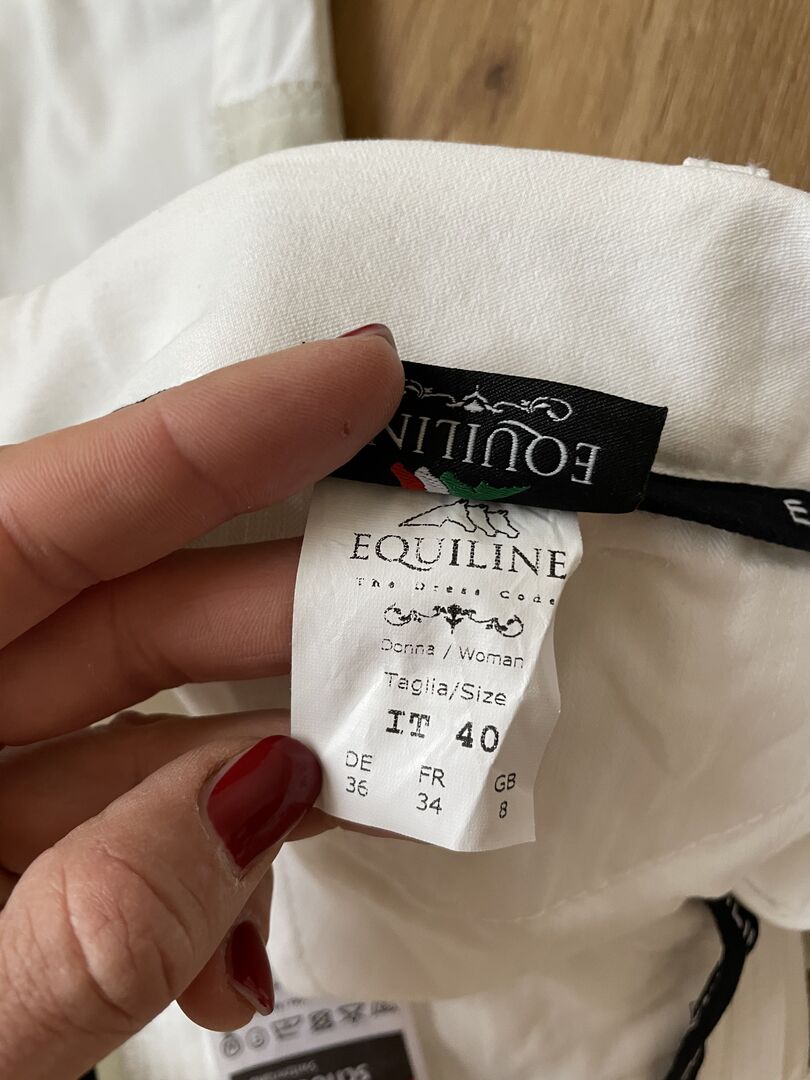 EQUILINE
E
EQUILINE
The Dress Code
Donna / Woman
Taglia/Size
IT 40
DE FR GB
36 34 8